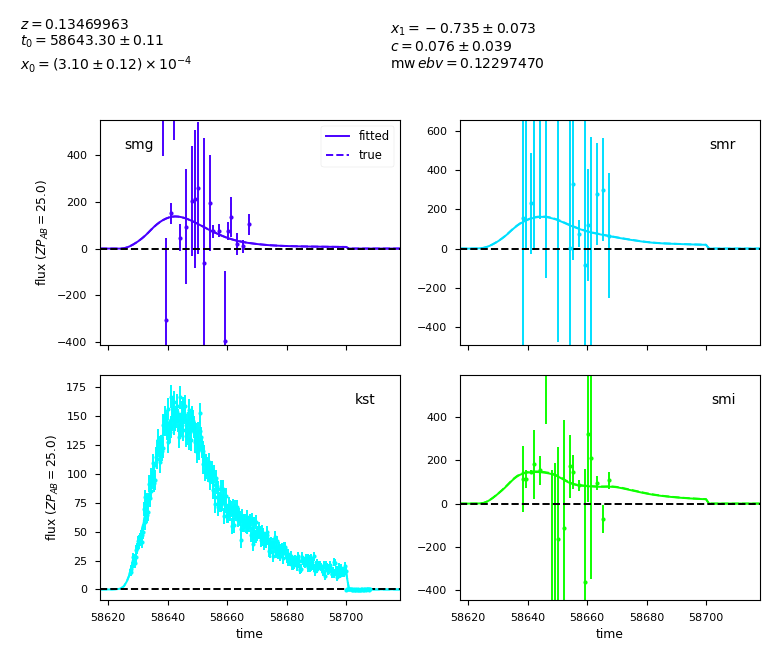 z = 0.13469963
t₀ = 58643.30 ± 0.11
x₀ = (3.10 ± 0.12) × 10⁻⁴
x₁ = −0.735 ± 0.073
c = 0.076 ± 0.039
mw ebv = 0.12297470
smg
fitted
true
400
200
0
−200
−400
flux (ZP_AB = 25.0)
smr
600
400
200
0
−200
−400
kst
175
150
125
100
75
50
25
0
flux (ZP_AB = 25.0)
58620 58640 58660 58680 58700
time
smi
400
200
0
−200
−400
58620 58640 58660 58680 58700
time